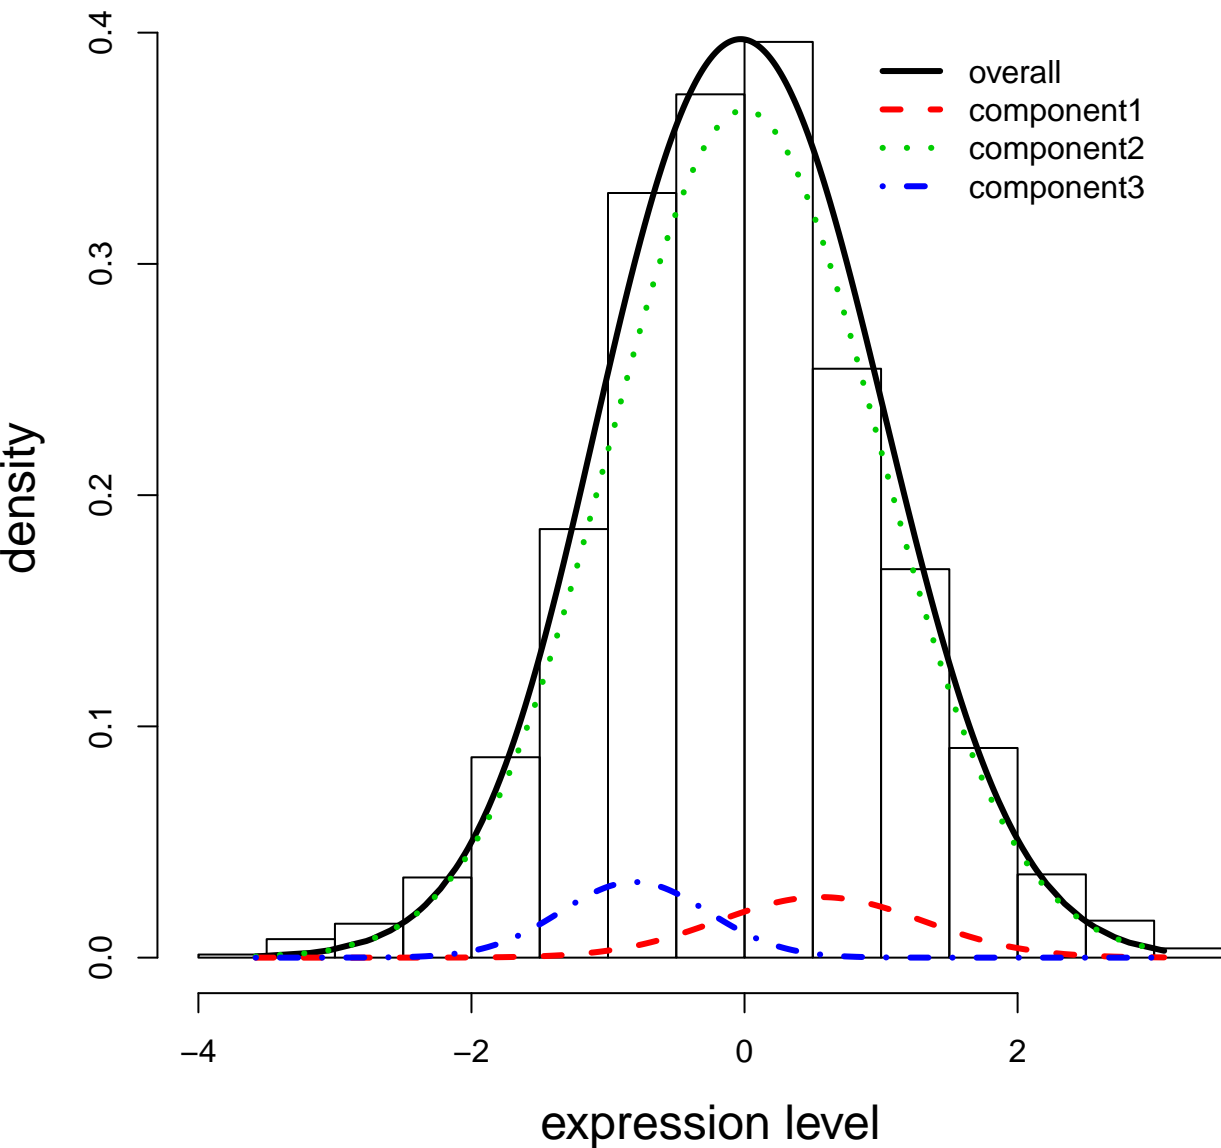 overall
component1
component2
component3
density
0.4
0.3
0.2
0.1
0.0
−4 −2 0 2
expression level